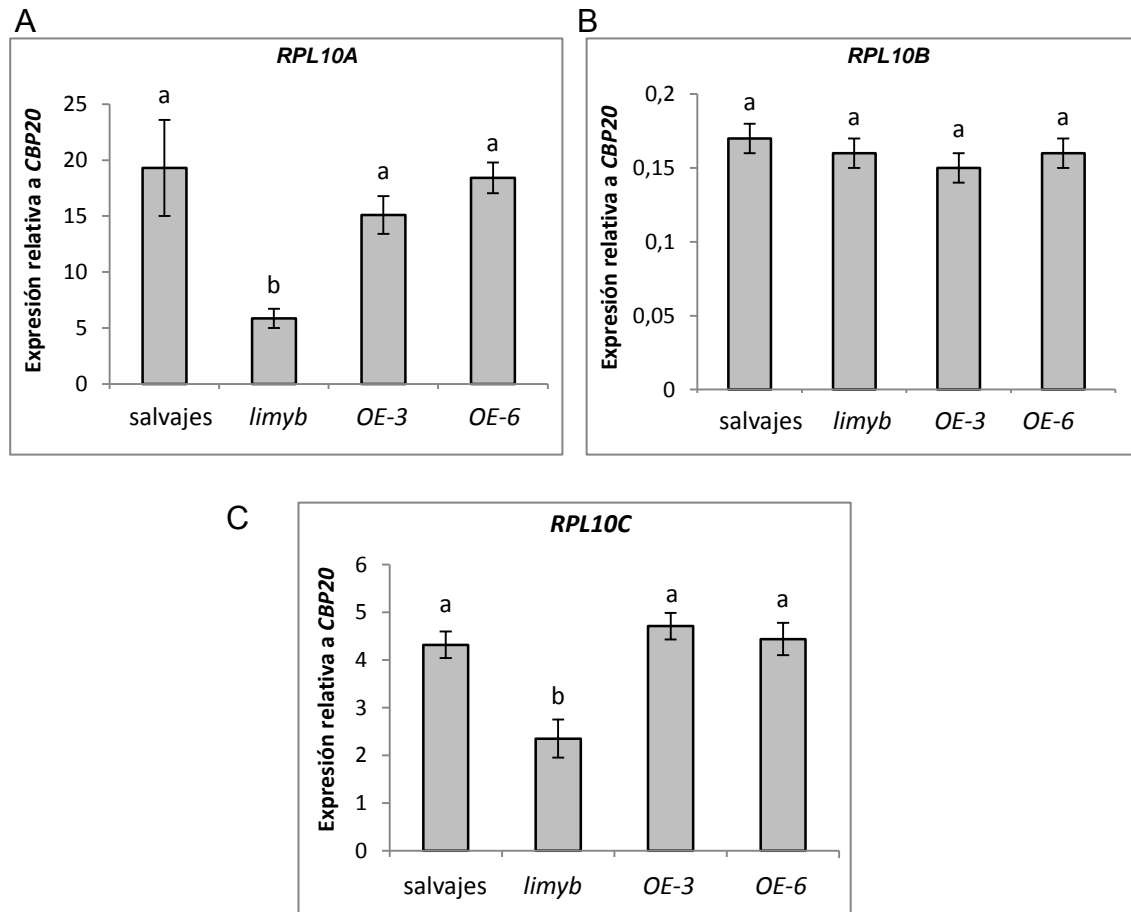 A
RPL10A
Expresión relativa a CBP20
25
20
15
10
5
0
a
b
a
a
salvajes limyb OE-3 OE-6
B
RPL10B
Expresión relativa a CBP20
0,2
0,15
0,1
0,05
0
a
a
a
a
salvajes limyb OE-3 OE-6
C
RPL10C
Expresión relativa a CBP20
6
5
4
3
2
1
0
a
b
a
a
salvajes limyb OE-3 OE-6